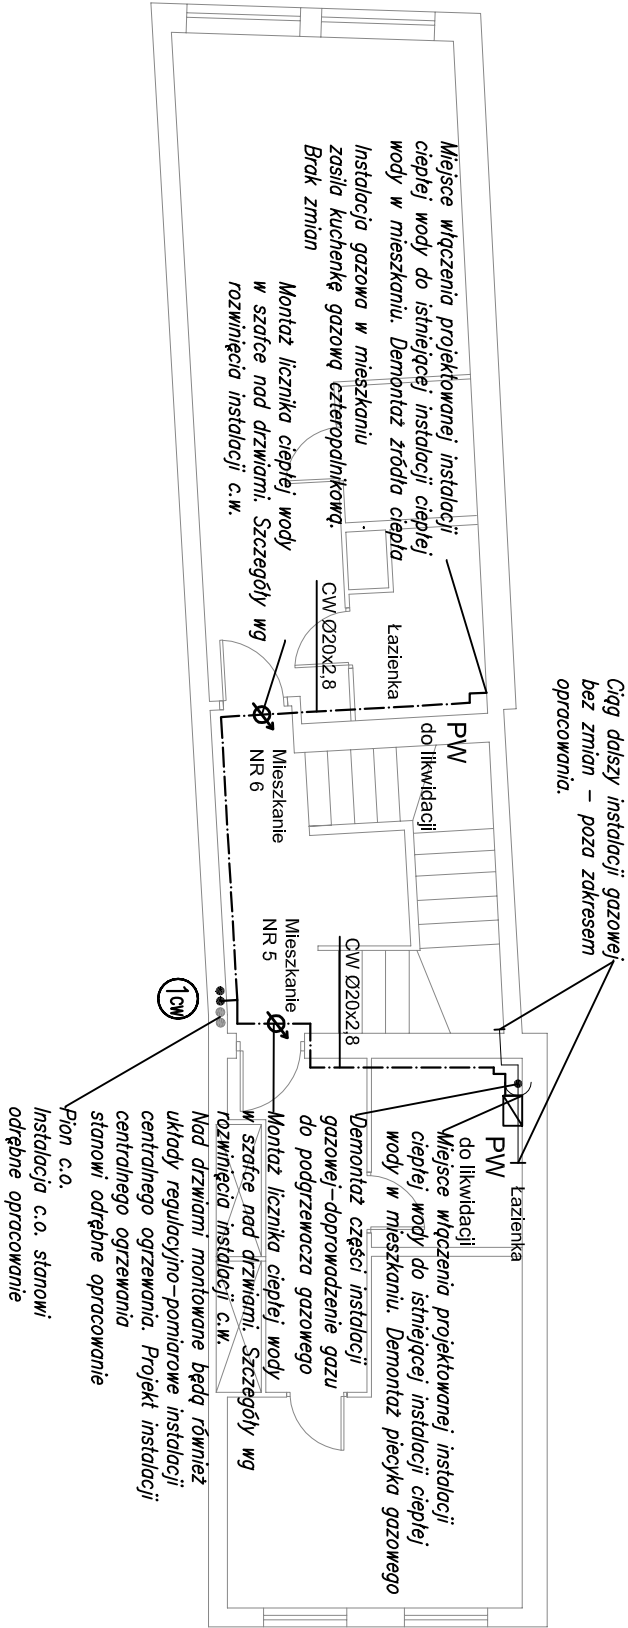 Ciąg dalszy instalacji gazowej
bez zmian – poza zakresem
opracowania.
Miejsce włączenia projektowanej instalacji
ciepłej wody do istniejącej instalacji ciepłej
wody w mieszkaniu. Demontaż źródła ciepła
Instalacja gazowa w mieszkaniu
zasila kuchenkę gazową czteropalnikową.
Brak zmian
Montaż licznika ciepłej wody
w szafce nad drzwiami. Szczegóły wg
rozwinięcia instalacji c.w.
Łazienka
CW Ø20x2,8
PW
do likwidacji
Mieszkanie
NR 6
Mieszkanie
NR 5
CW Ø20x2,8
1cw
Łazienka
PW
do likwidacji
Miejsce włączenia projektowanej instalacji
ciepłej wody do istniejącej instalacji ciepłej
wody w mieszkaniu. Demontaż piecyka gazowego
Demontaż części instalacji
gazowej–doprowadzenie gazu
do podgrzewacza gazowego
Montaż licznika ciepłej wody
w szafce nad drzwiami. Szczegóły wg
rozwinięcia instalacji c.w.
Nad drzwiami montowane będą również
układy regulacyjno–pomiarowe instalacji
centralnego ogrzewania. Projekt instalacji
centralnego ogrzewania
stanowi odrębne opracowanie
Pion c.o.
Instalacja c.o. stanowi
odrębne opracowanie